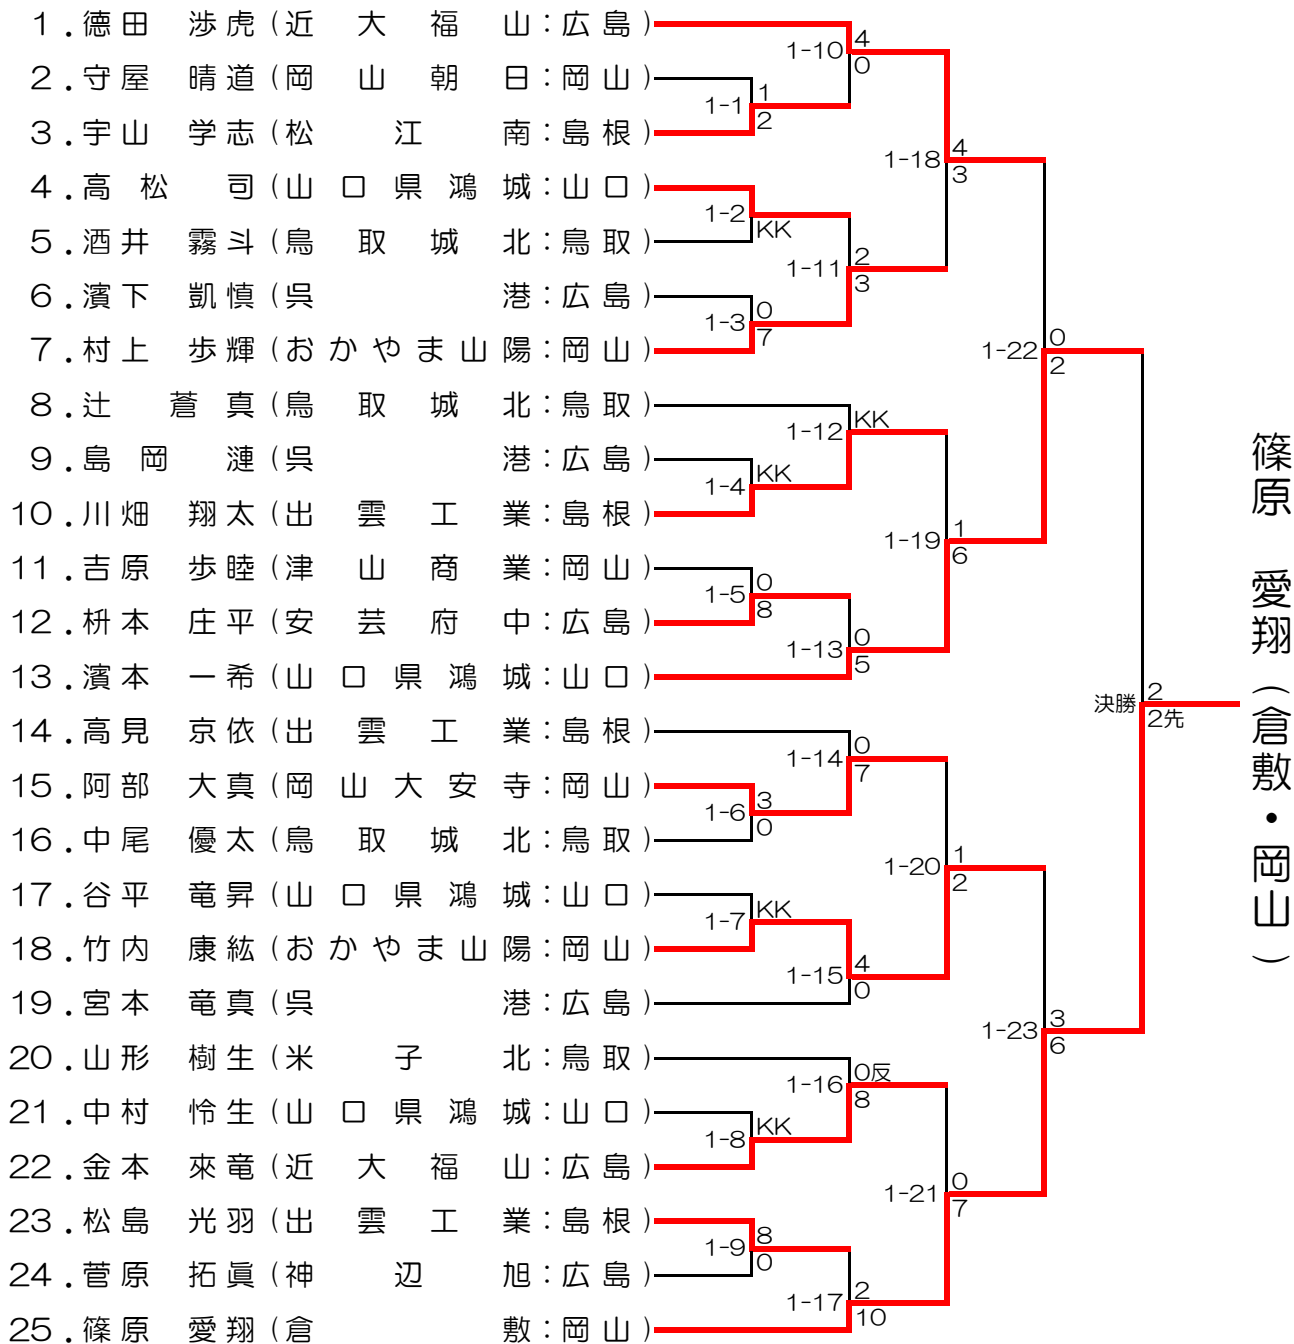 1.德田 渉虎(近大福山:広島)
2.守屋 晴道(岡山朝日:岡山)
3.宇山 学志(松江南:島根)
4.高松 司(山口県鴻城:山口)
5.酒井 霧斗(鳥取城北:鳥取)
6.濱下 凱慎(呉港:広島)
7.村上 歩輝(おかやま山陽:岡山)
8.辻 蒼真(鳥取城北:鳥取)
9.島岡 漣(呉港:広島)
10.川畑 翔太(出雲工業:島根)
11.吉原 歩睦(津山商業:岡山)
12.枡本 庄平(安芸府中:広島)
13.濱本 一希(山口県鴻城:山口)
14.高見 京依(出雲工業:島根)
15.阿部 大真(岡山大安寺:岡山)
16.中尾 優太(鳥取城北:鳥取)
17.谷平 竜昇(山口県鴻城:山口)
18.竹内 康紘(おかやま山陽:岡山)
19.宮本 竜真(呉港:広島)
20.山形 樹生(米子北:鳥取)
21.中村 怜生(山口県鴻城:山口)
22.金本 來竜(近大福山:広島)
23.松島 光羽(出雲工業:島根)
24.菅原 拓眞(神辺旭:広島)
25.篠原 愛翔(倉敷:岡山)
1-1 1 2
1-2 KK
1-3 0 7
1-4 KK
1-5 0 8
1-6 3 0
1-7 KK
1-8 KK
1-9 8 0
1-10 4 0
1-11 2 3
1-12 KK
1-13 0 5
1-14 0 7
1-15 4 0
1-16 0反 8
1-17 2 10
1-18 4 3
1-19 1 6
1-20 1 2
1-21 0 7
1-22 0 2
1-23 3 6
決勝 2 2先
篠原 愛翔(倉敷・岡山)